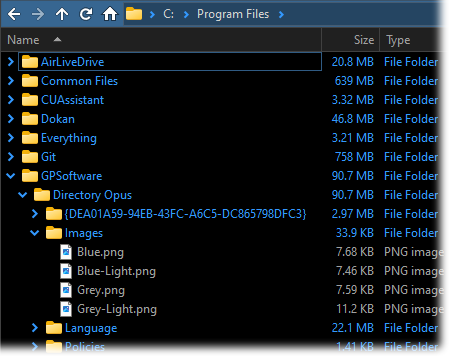 C: Program Files
Name Size Type
AirLiveDrive 20.8 MB File Folder
Common Files 639 MB File Folder
CUAssistant 3.32 MB File Folder
Dokan 46.8 MB File Folder
Everything 3.21 MB File Folder
Git 758 MB File Folder
GPSoftware 90.7 MB File Folder
Directory Opus 90.7 MB File Folder
{DEA01A59-94EB-43FC-A6C5-DC865798DFC3} 2.97 MB File Folder
Images 33.9 KB File Folder
Blue.png 7.68 KB PNG image
Blue-Light.png 7.46 KB PNG image
Grey.png 7.59 KB PNG image
Grey-Light.png 11.2 KB PNG image
Language 22.1 MB File Folder
Policies 1.41 KB File Folder